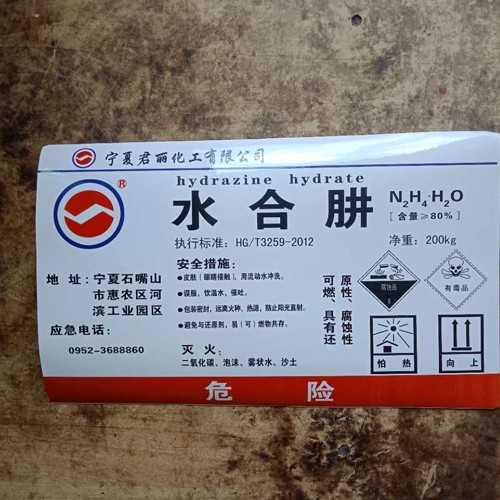 宁夏君丽化工有限公司
hydrazine hydrate
®
水合肼
N₂H₄·H₂O
[含量≥80%]
执行标准：HG/T3259-2012
净重：200kg
地址：宁夏石嘴山
市惠农区河
滨工业园区
应急电话：
0952-3688860
安全措施：
●皮肤（眼睛接触），用流动水冲洗。
●误服，饮温水，催吐。
●包装密封，远离火种、热源，防止阳光直射。
●避免与还原剂，易（可）燃物共存。
灭火：
二氧化碳、泡沫、雾状水、沙土
可燃、具有还
原性、腐蚀性
腐蚀品
8
有毒品
怕热
向上
危险